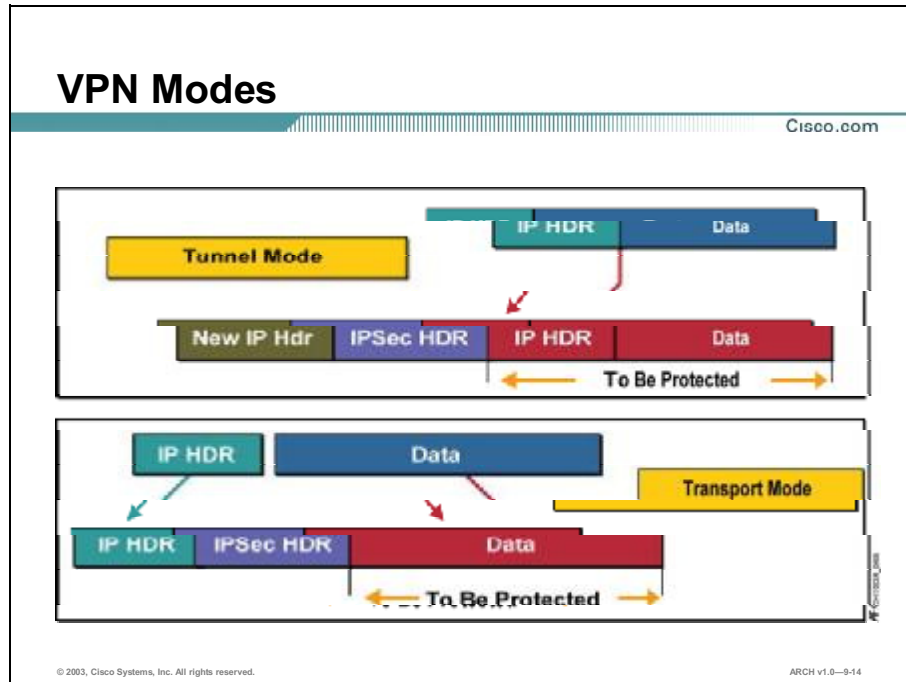 VPN Modes
Cisco.com
IP HDR Data
Tunnel Mode
New IP Hdr IPSec HDR IP HDR Data
To Be Protected
IP HDR Data
Transport Mode
IP HDR IPSec HDR Data
To Be Protected
© 2003, Cisco Systems, Inc. All rights reserved.
ARCH v1.0—9-14